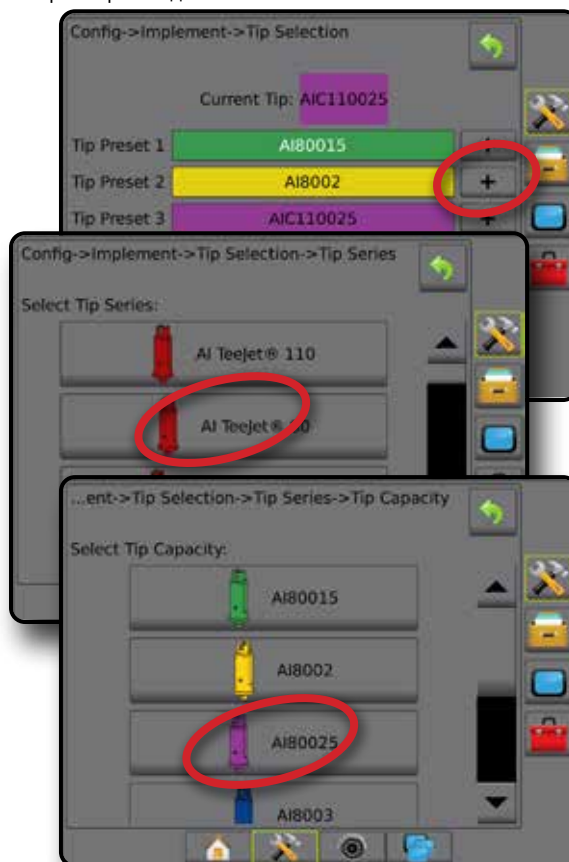 Config->Implement->Tip Selection
Current Tip: AIC110025
Tip Preset 1 AI80015 +
Tip Preset 2 AI8002 +
Tip Preset 3 AIC110025 +
Config->Implement->Tip Selection->Tip Series
Select Tip Series:
AI TeeJet® 110
AI TeeJet®
...ent->Tip Selection->Tip Series->Tip Capacity
Select Tip Capacity:
AI80015
AI8002
AI80025
AI8003